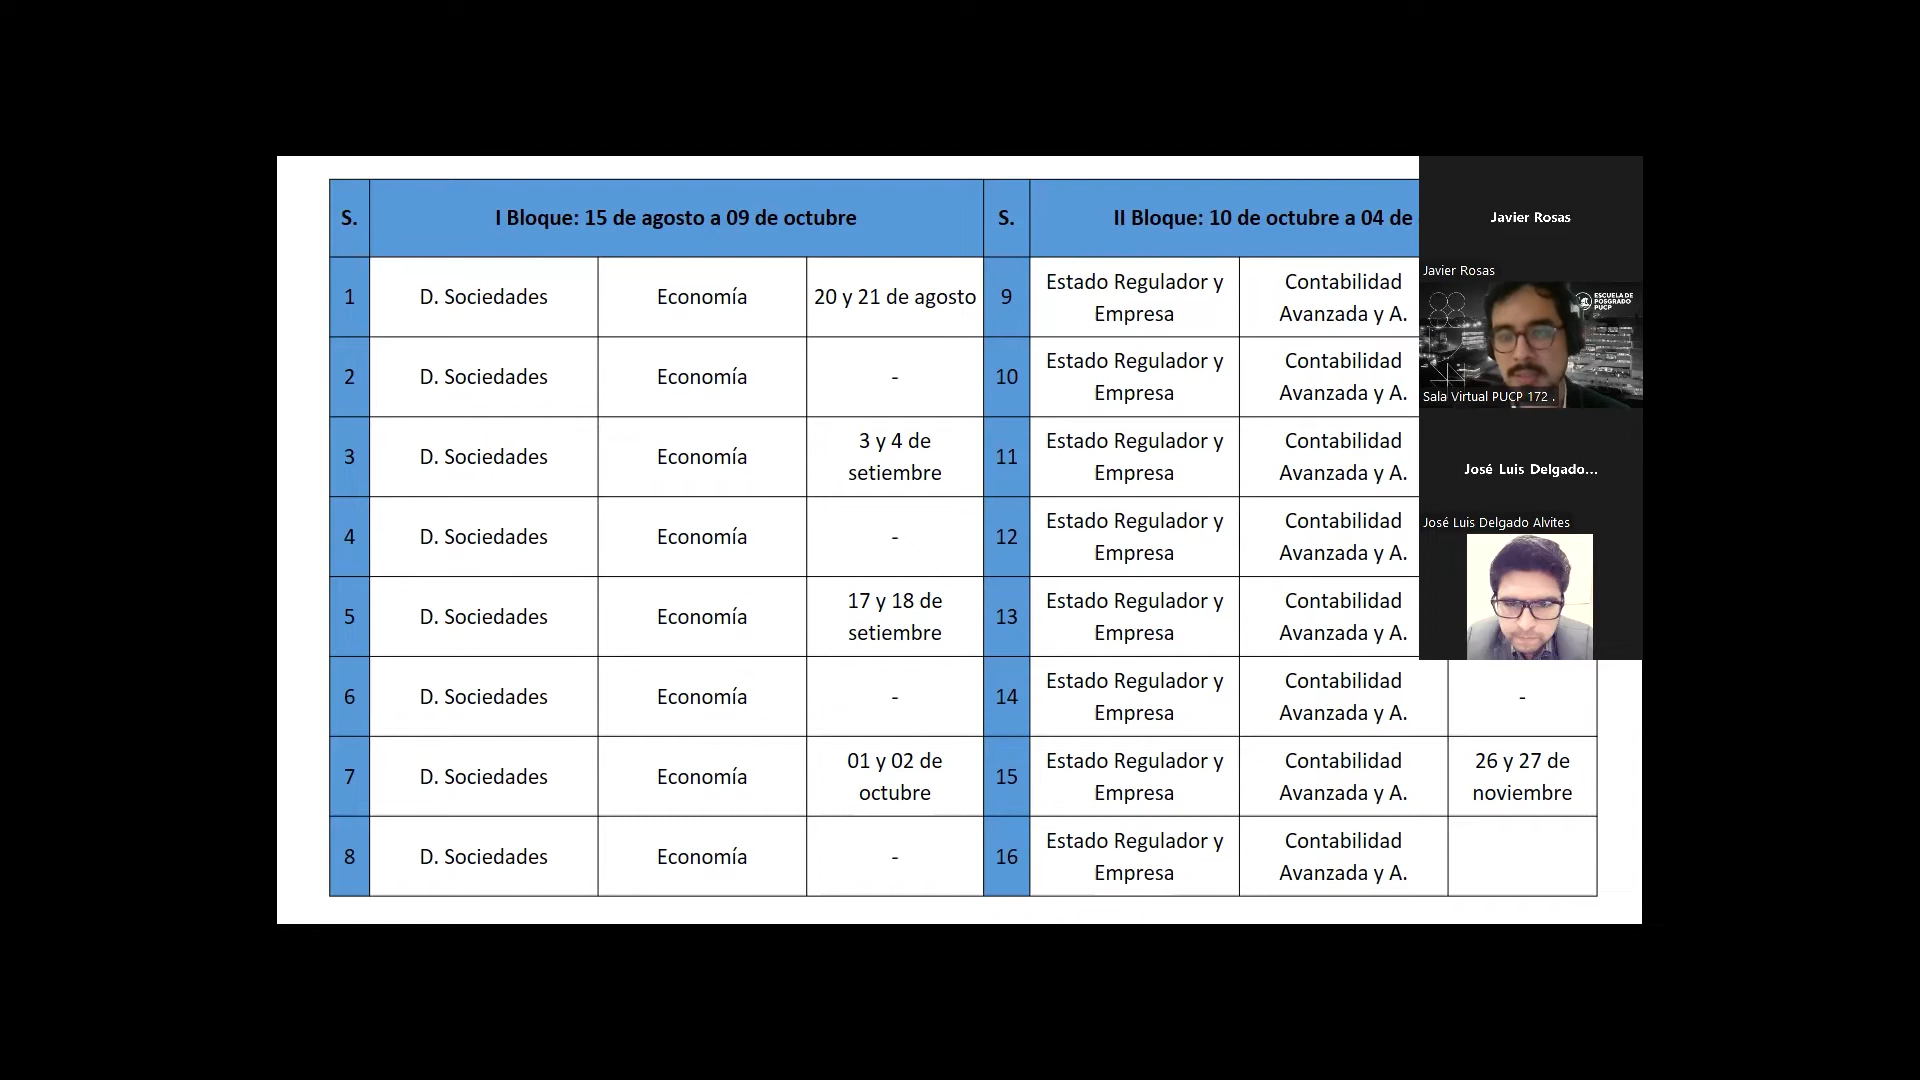 S.
I Bloque: 15 de agosto a 09 de octubre
S.
II Bloque: 10 de octubre a 04 de
1
D. Sociedades
Economía
20 y 21 de agosto
9
Estado Regulador y
Empresa
Contabilidad
Avanzada y A.
2
D. Sociedades
Economía
-
10
Estado Regulador y
Empresa
Contabilidad
Avanzada y A.
3
D. Sociedades
Economía
3 y 4 de
setiembre
11
Estado Regulador y
Empresa
Contabilidad
Avanzada y A.
4
D. Sociedades
Economía
-
12
Estado Regulador y
Empresa
Contabilidad
Avanzada y A.
5
D. Sociedades
Economía
17 y 18 de
setiembre
13
Estado Regulador y
Empresa
Contabilidad
Avanzada y A.
6
D. Sociedades
Economía
-
14
Estado Regulador y
Empresa
Contabilidad
Avanzada y A.
-
7
D. Sociedades
Economía
01 y 02 de
octubre
15
Estado Regulador y
Empresa
Contabilidad
Avanzada y A.
26 y 27 de
noviembre
8
D. Sociedades
Economía
-
16
Estado Regulador y
Empresa
Contabilidad
Avanzada y A.
Javier Rosas
Javier Rosas
ESCUELA DE
POSGRADO
PUCP
Sala Virtual PUCP 172 .
José Luis Delgado...
José Luis Delgado Alvites